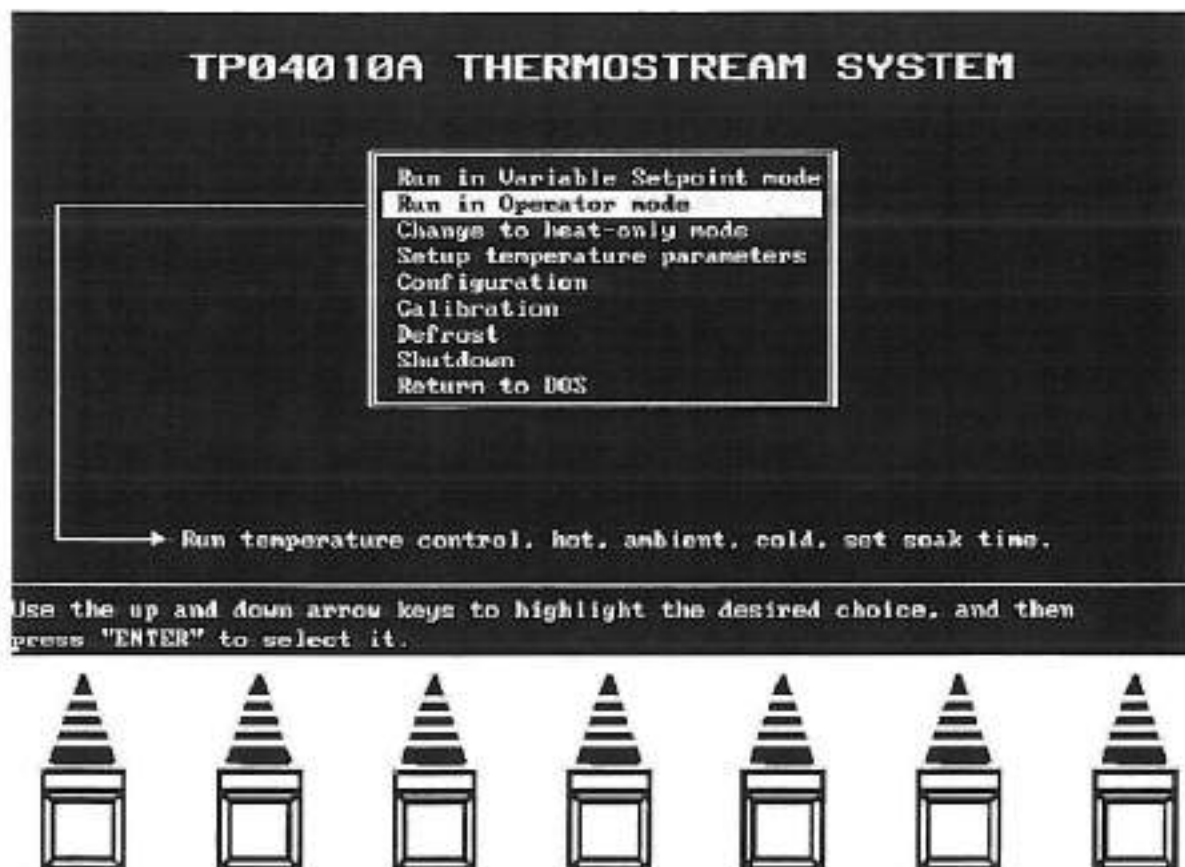 TP04010A THERMOSTREAM SYSTEM
Run in Variable Setpoint mode
Run in Operator mode
Change to heat-only mode
Setup temperature parameters
Configuration
Calibration
Defrost
Shutdown
Return to DOS
Run temperature control, hot, ambient, cold, set soak time.
Use the up and down arrow keys to highlight the desired choice, and then
press "ENTER" to select it.